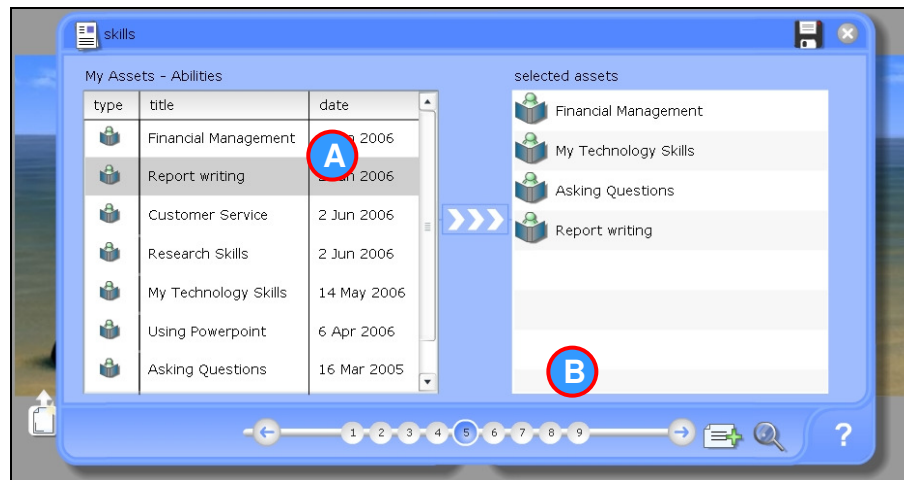 skills
My Assets - Abilities
selected assets
type title date
Financial Management 2006
Report writing 2006
Customer Service 2 Jun 2006
Research Skills 2 Jun 2006
My Technology Skills 14 May 2006
Using Powerpoint 6 Apr 2006
Asking Questions 16 Mar 2005
A
Financial Management
My Technology Skills
Asking Questions
Report writing
B
1 2 3 4 5 6 7 8 9
?